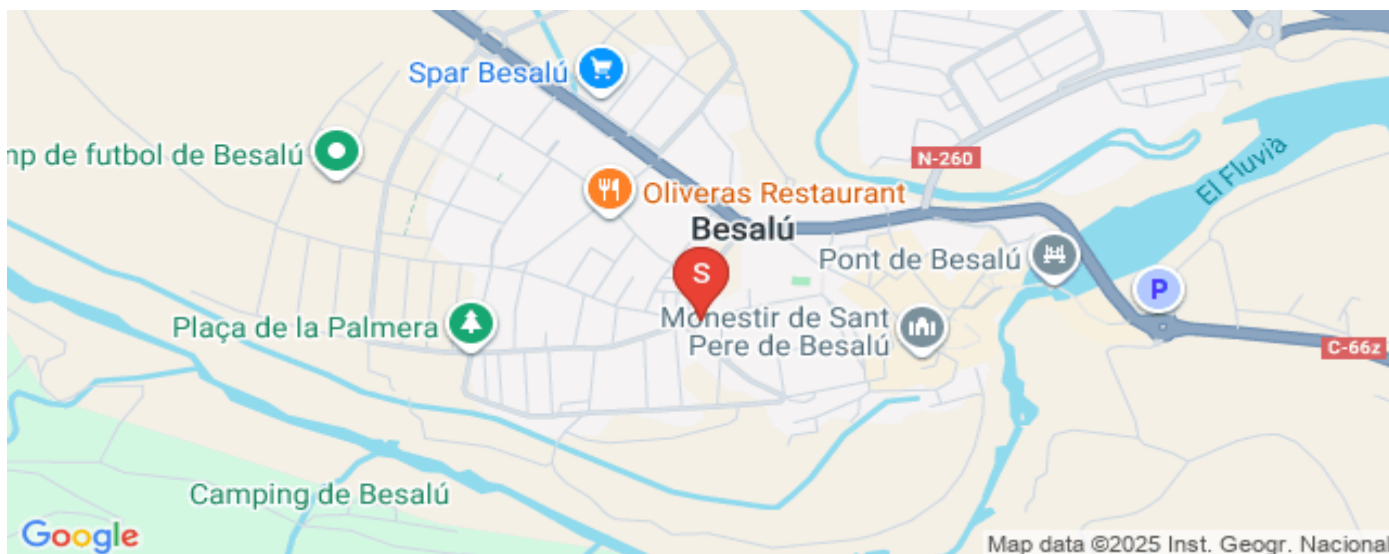 Spar Besalú
mp de futbol de Besalú
N-260
El Fluvià
Oliveras Restaurant
Besalú
Pont de Besalú
S
P
Plaça de la Palmera
Monestir de Sant
Pere de Besalú
C-66z
Camping de Besalú
Google
Map data ©2025 Inst. Geogr. Nacional